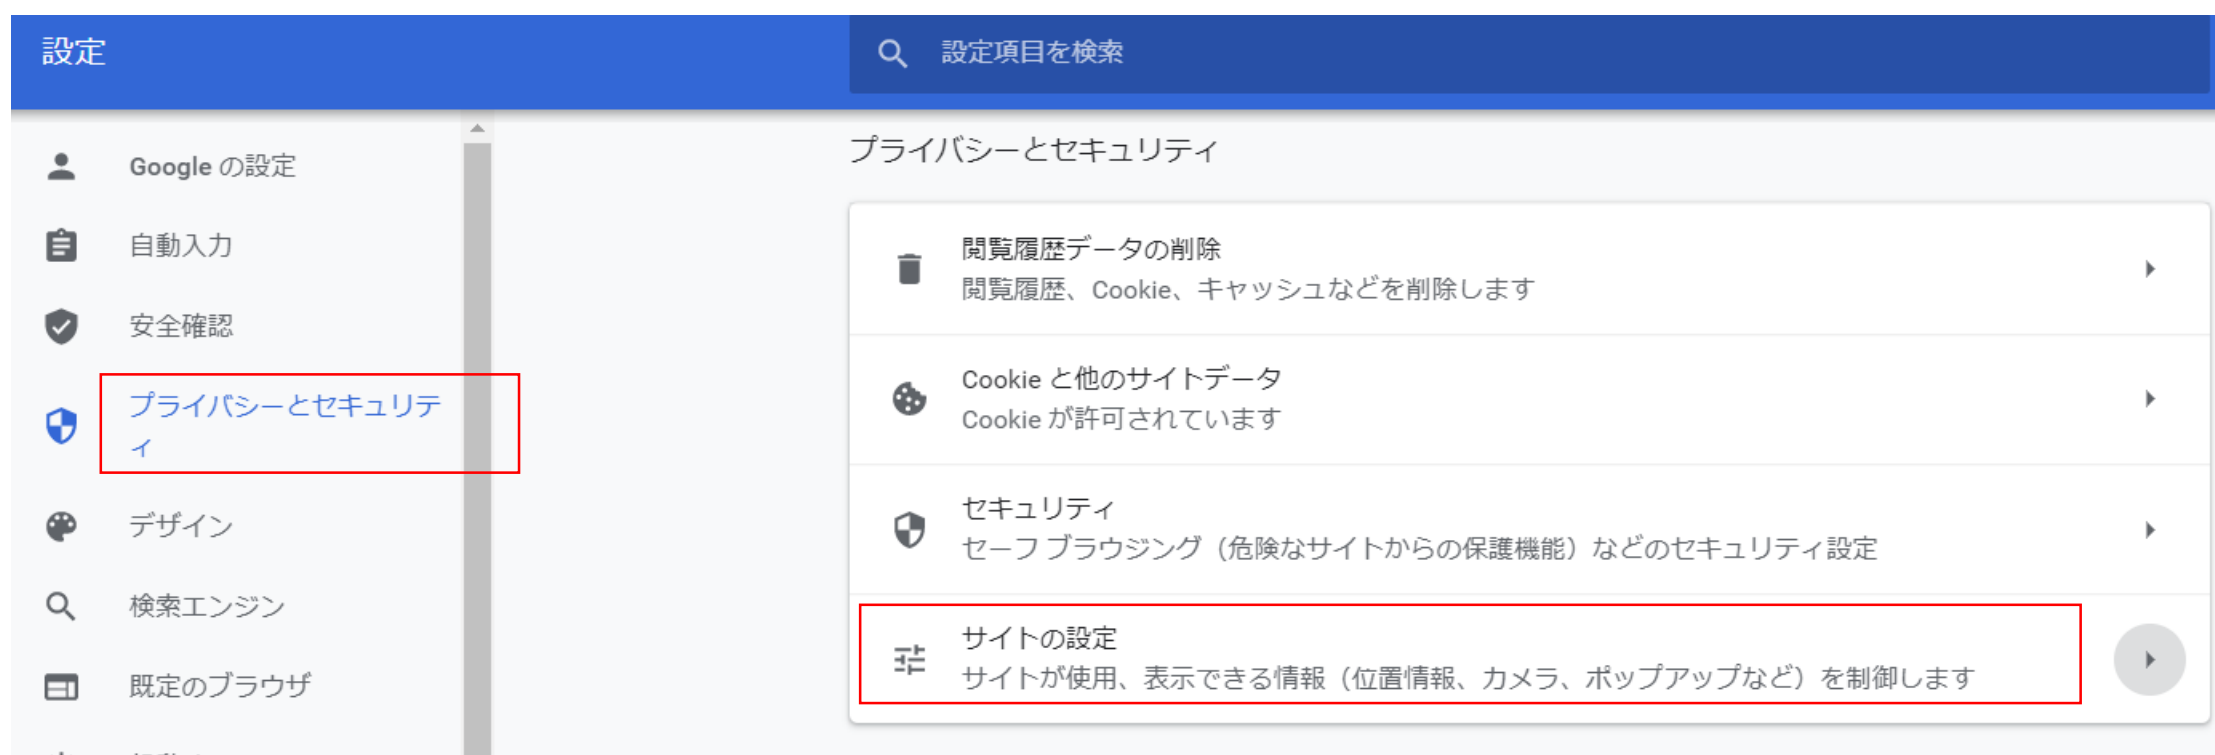 設定
設定項目を検索
Google の設定
自動入力
安全確認
プライバシーとセキュリテ
ィ
デザイン
検索エンジン
既定のブラウザ
プライバシーとセキュリティ
閲覧履歴データの削除
閲覧履歴、Cookie、キャッシュなどを削除します
Cookie と他のサイトデータ
Cookie が許可されています
セキュリティ
セーフ ブラウジング（危険なサイトからの保護機能）などのセキュリティ設定
サイトの設定
サイトが使用、表示できる情報（位置情報、カメラ、ポップアップなど）を制御します